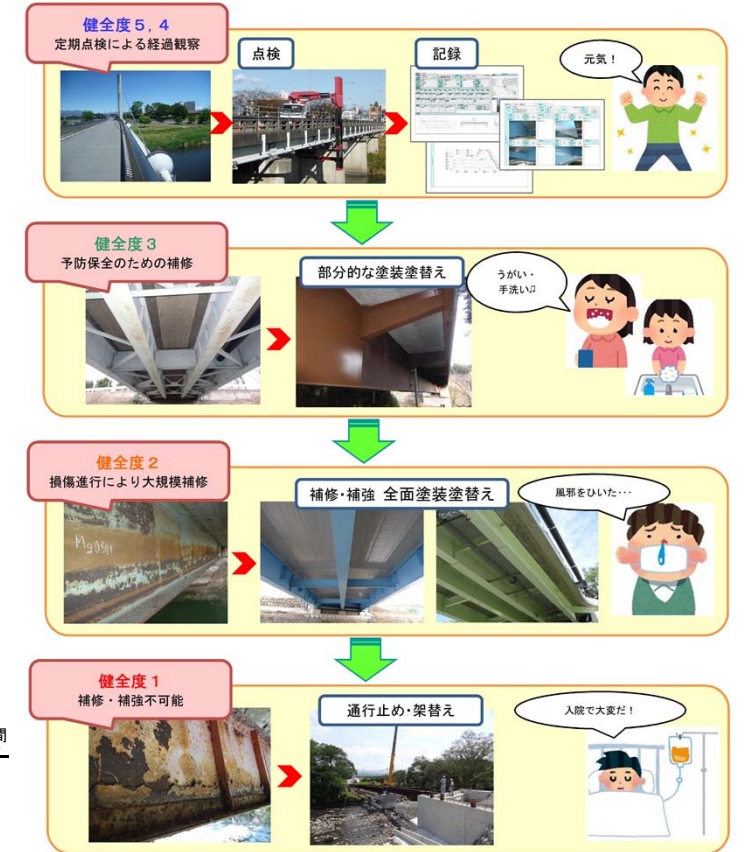 健全度５，４
定期点検による経過観察
点検
記録
元気！
健全度３
予防保全のための補修
部分的な塗装塗替え
うがい・
手洗い♫
健全度２
損傷進行により大規模補修
補修・補強 全面塗装塗替え
風邪をひいた・・・
健全度１
補修・補強不可能
通行止め・架替え
入院で大変だ！
間